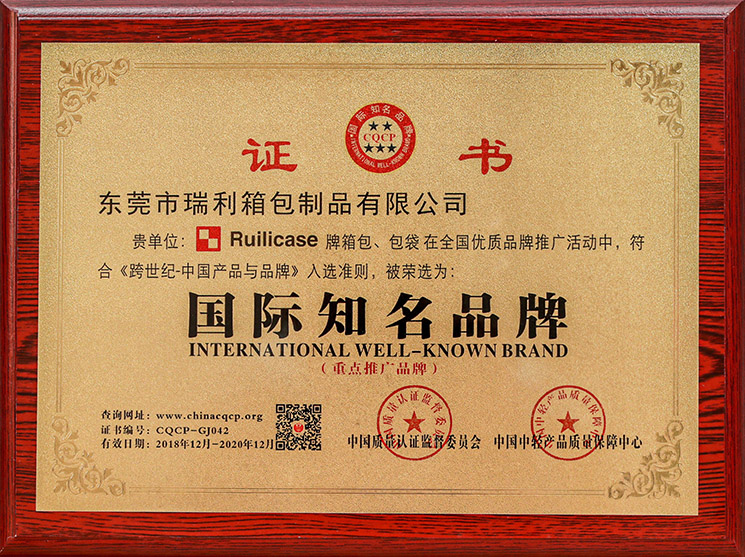 国际知名品牌
CQCP
INTERNATIONAL WELL-KNOWN BRAND
证 书
东莞市瑞利箱包制品有限公司
贵单位: Ruilicase 牌箱包、包袋在全国优质品牌推广活动中,符
合《跨世纪-中国产品与品牌》入选准则,被荣选为:
国际知名品牌
INTERNATIONAL WELL-KNOWN BRAND
(重点推广品牌)
查询网址: www.chinacqcp.org
证书编号: CQCP-GJ042
有效日期: 2018年12月-2020年12月
中国质量认证监督委员会 中国中轻产品质量保障中心